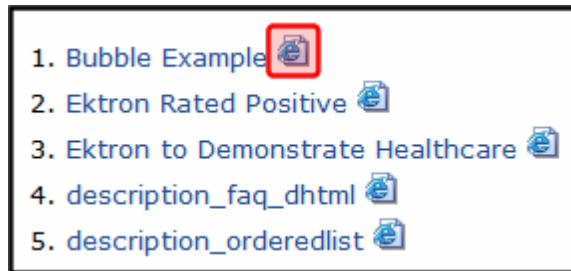 1. Bubble Example
2. Ektron Rated Positive
3. Ektron to Demonstrate Healthcare
4. description_faq_dhtml
5. description_orderedlist